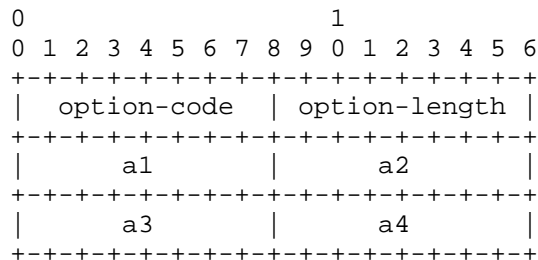 0                   1
0 1 2 3 4 5 6 7 8 9 0 1 2 3 4 5 6
+-+-+-+-+-+-+-+-+-+-+-+-+-+-+-+-+
|  option-code  | option-length |
+-+-+-+-+-+-+-+-+-+-+-+-+-+-+-+-+
|      a1       |      a2       |
+-+-+-+-+-+-+-+-+-+-+-+-+-+-+-+-+
|      a3       |      a4       |
+-+-+-+-+-+-+-+-+-+-+-+-+-+-+-+-+